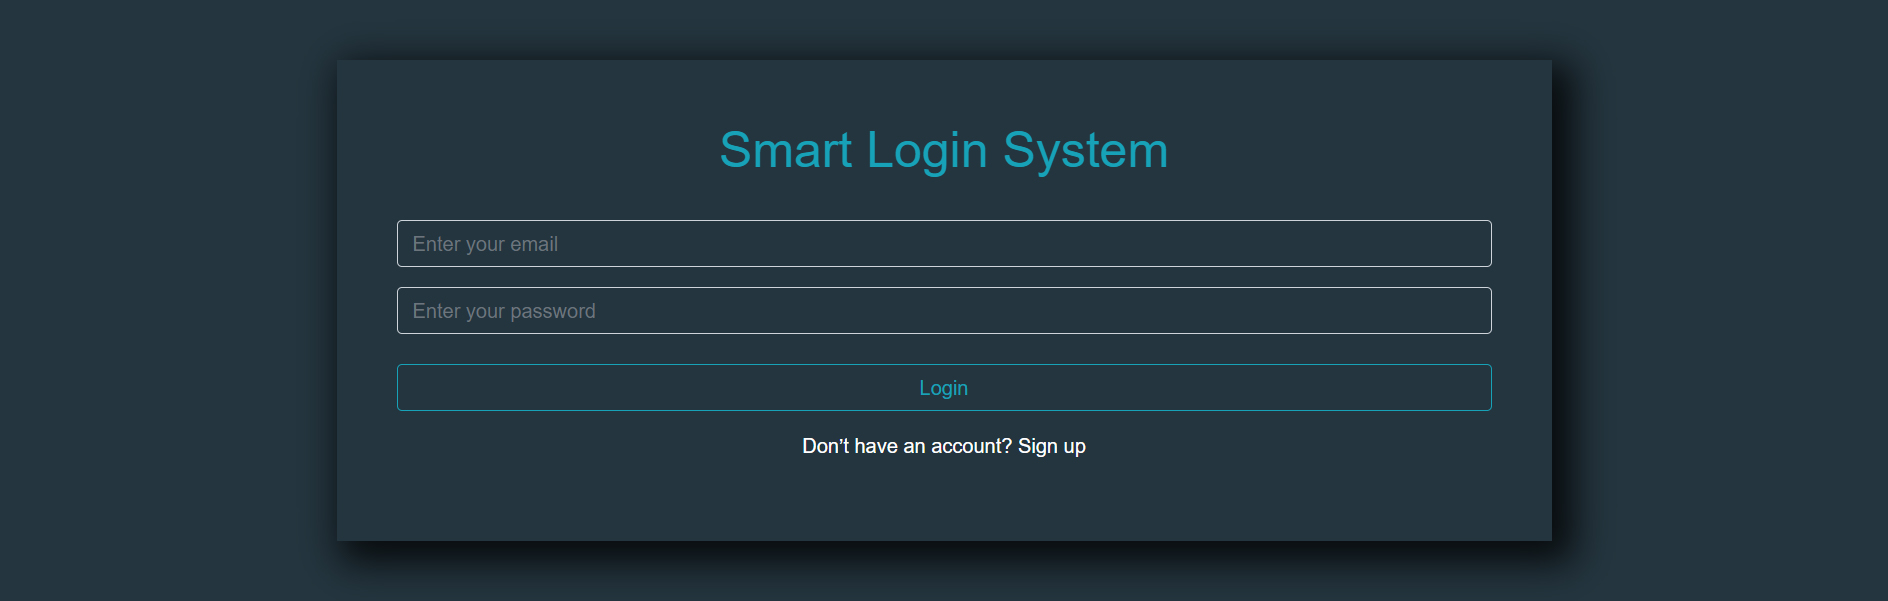 Smart Login System
Enter your email
Enter your password
Login
Don’t have an account? Sign up